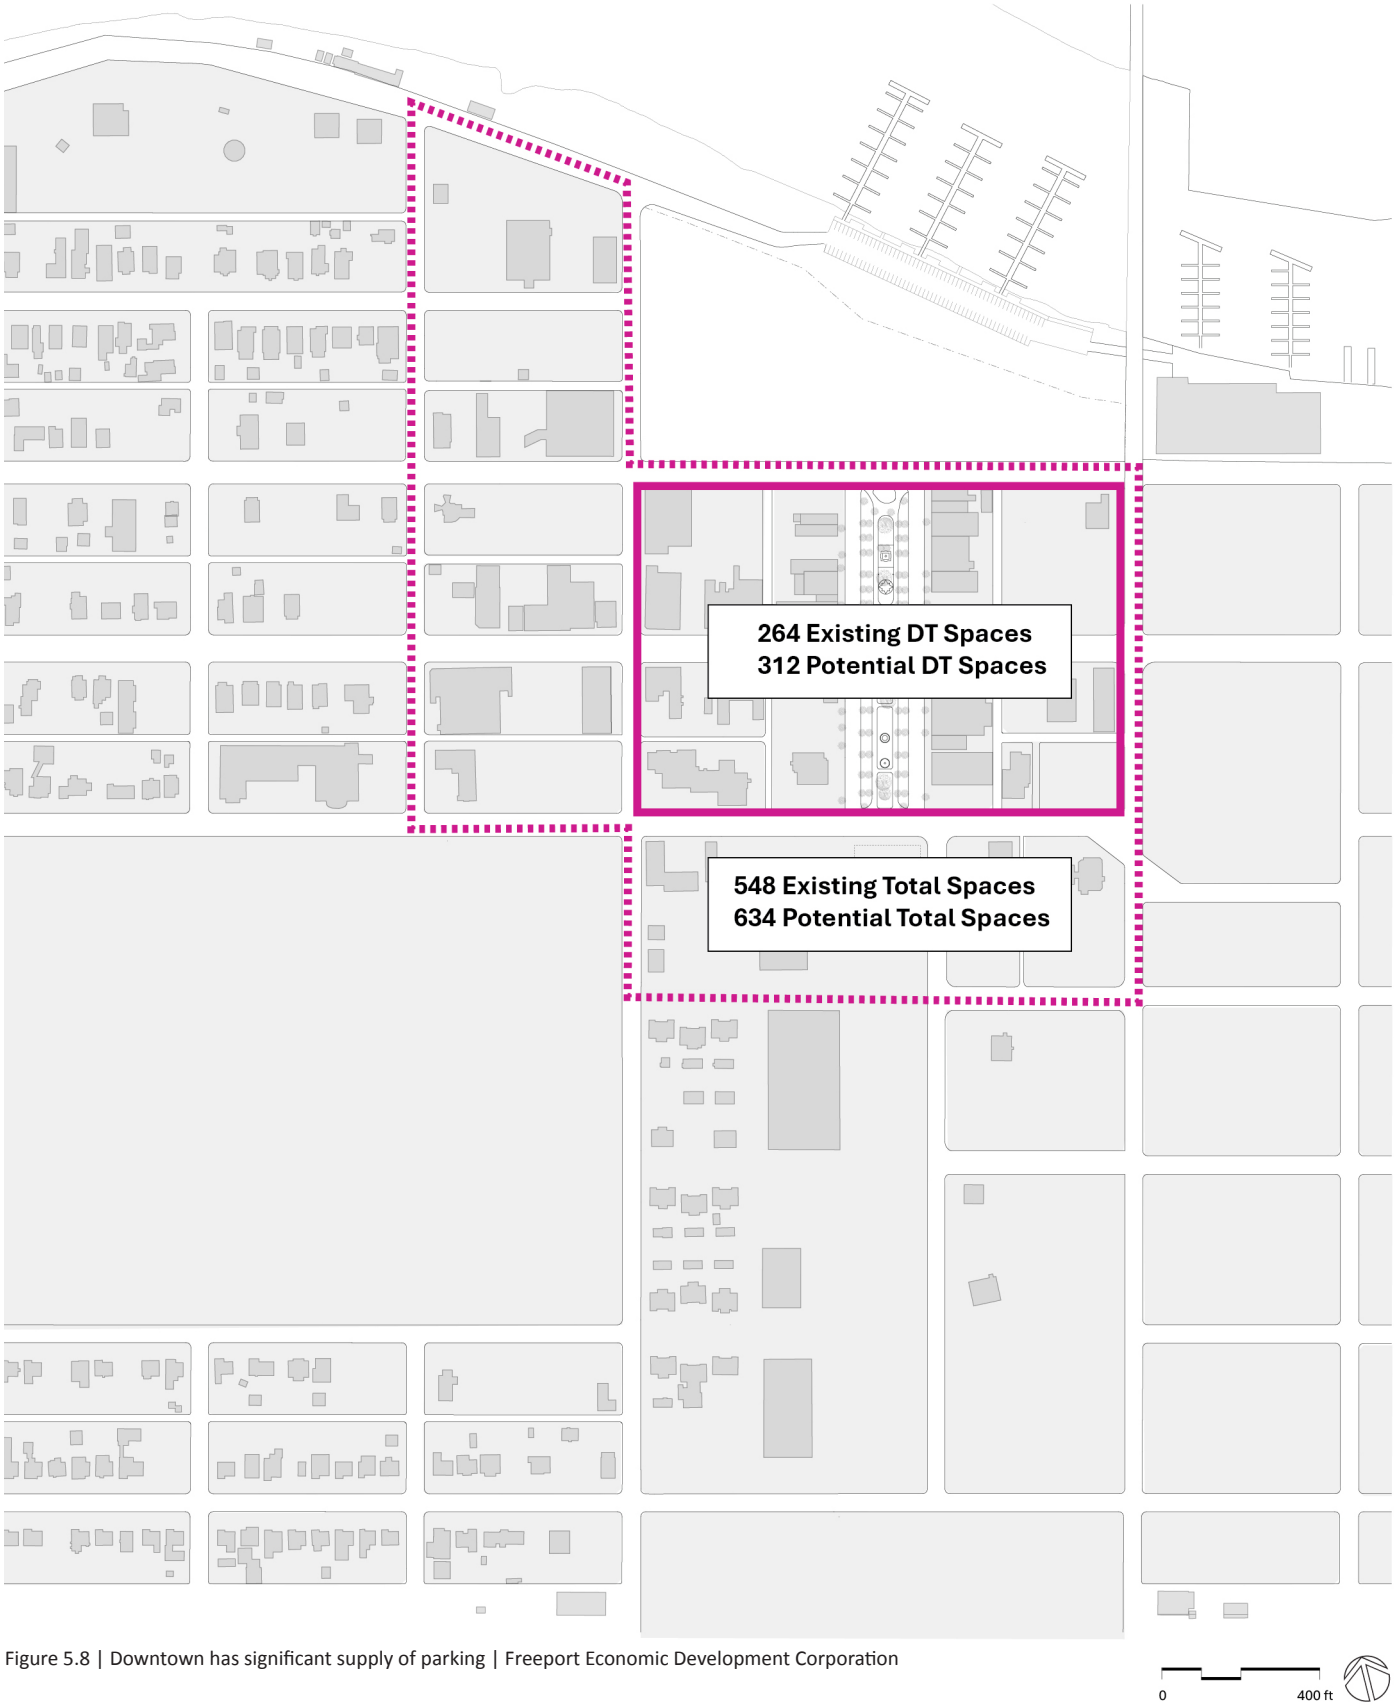 264 Existing DT Spaces
312 Potential DT Spaces
548 Existing Total Spaces
634 Potential Total Spaces
Figure 5.8 | Downtown has significant supply of parking | Freeport Economic Development Corporation
0 400 ft